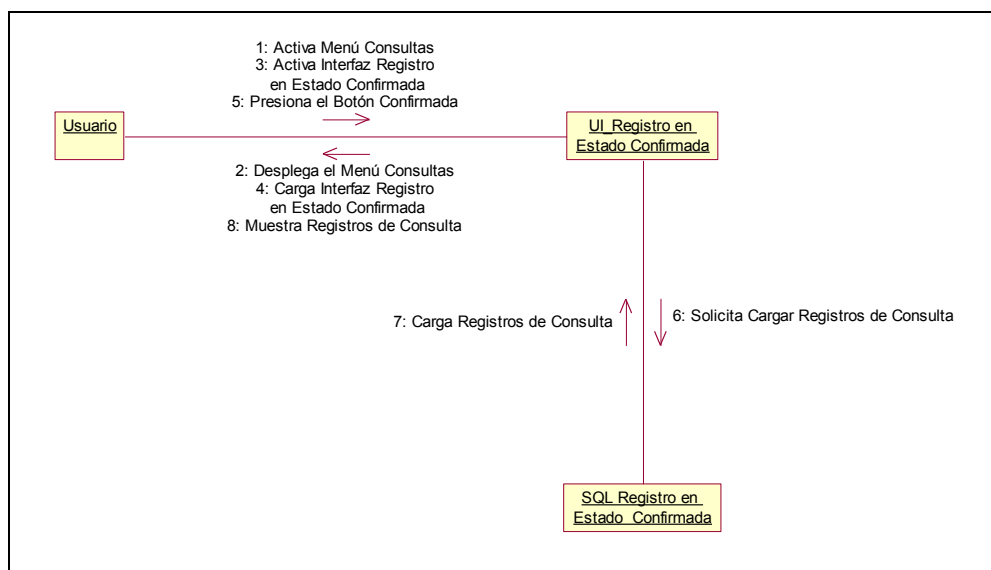 1: Activa Menú Consultas
3: Activa Interfaz Registro
en Estado Confirmada
5: Presiona el Botón Confirmada
Usuario
UI_Registro en
Estado Confirmada
2: Desplega el Menú Consultas
4: Carga Interfaz Registro
en Estado Confirmada
8: Muestra Registros de Consulta
7: Carga Registros de Consulta
6: Solicita Cargar Registros de Consulta
SQL Registro en
Estado Confirmada